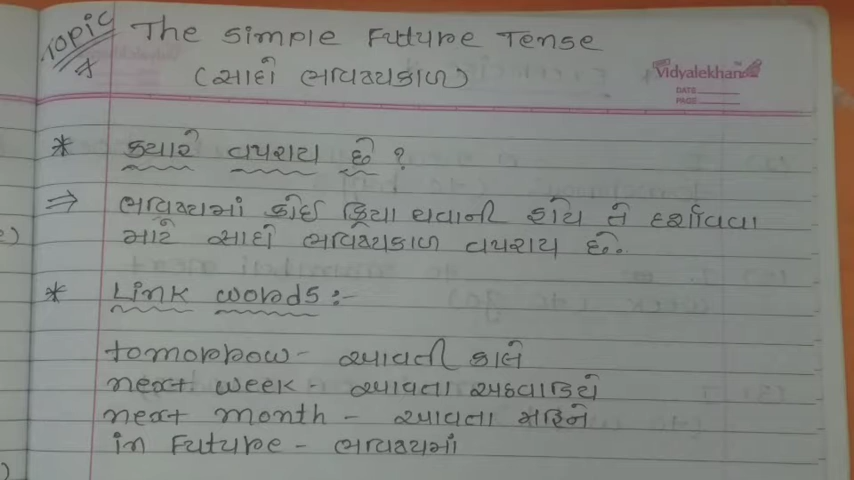 Topic The Simple Future Tense
(સાદો ભવિષ્યકાળ)
Vidyalekhan
DATE
PAGE
* ક્યારે વપરાય છે ?
⇒ ભવિષ્યમાં કોઈ ક્રિયા થવાની હોય તે દર્શાવવા
માટે સાદો ભવિષ્યકાળ વપરાય છે.
* Link words :-
tomorrow - આવતી કાલે
next week - આવતા અઠવાડિયે
next month - આવતા મહિને
in Future - ભવિષ્યમાં